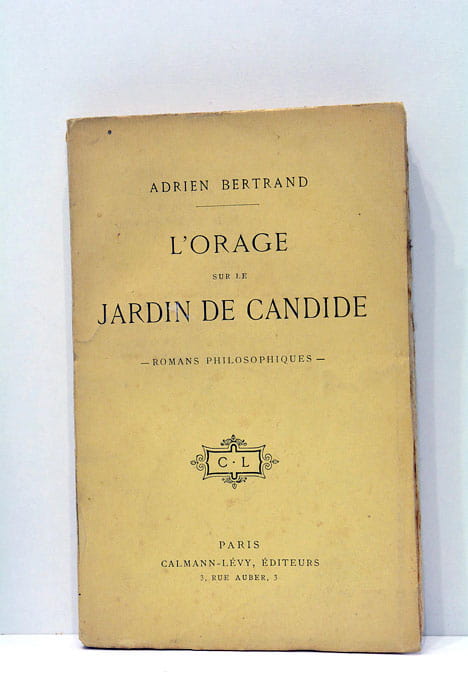 ADRIEN BERTRAND
L'ORAGE
SUR LE
JARDIN DE CANDIDE
— ROMANS PHILOSOPHIQUES —
C · L
PARIS
CALMANN-LÉVY, ÉDITEURS
3, RUE AUBER, 3